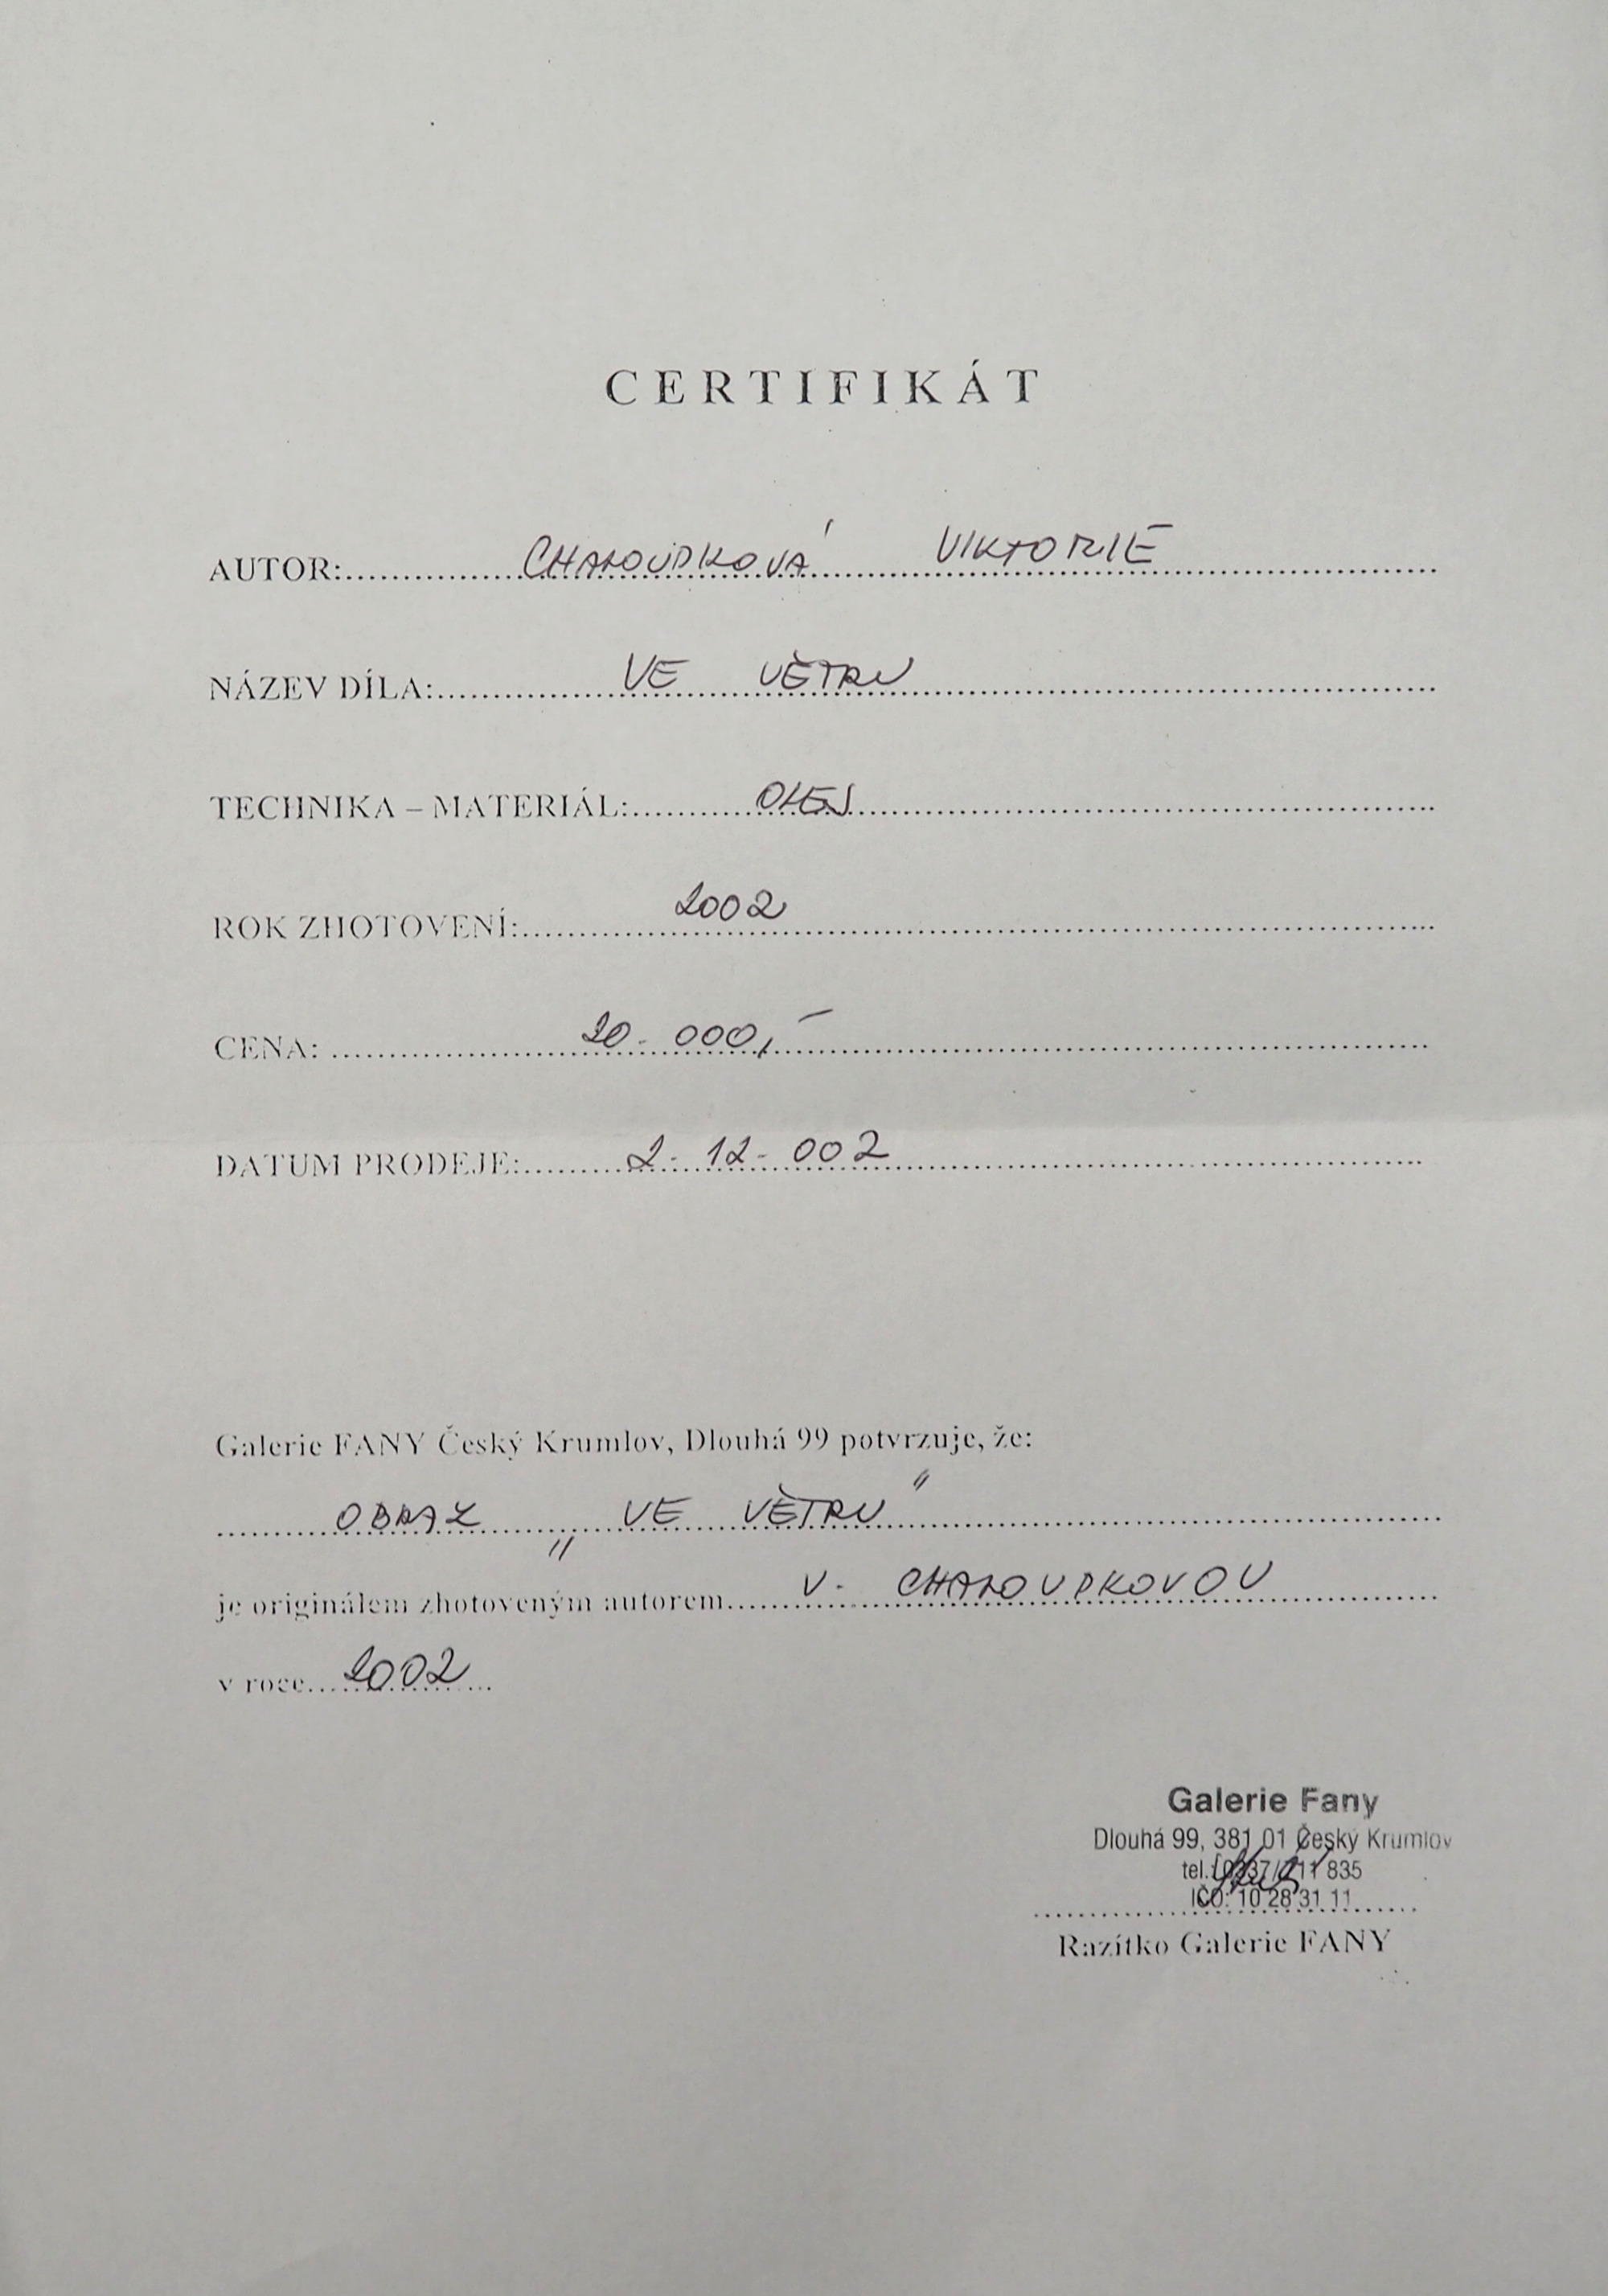 CERTIFIKÁT
AUTOR: CHALOUPKOVÁ VIKTORIE
NÁZEV DÍLA: VE VĚTRU
TECHNIKA – MATERIÁL: OLEJ
ROK ZHOTOVENÍ: 2002
CENA: 20.000,-
DATUM PRODEJE: 2. 12. 002
Galerie FANY Český Krumlov, Dlouhá 99 potvrzuje, že:
OBRAZ „VE VĚTRU"
je originálem zhotoveným autorem V. CHALOUPKOVOU
v roce 2002
Galerie Fany
Dlouhá 99, 381 01 Český Krumlov
tel.: 835
IČO: 10 28 31 11
Razítko Galerie FANY